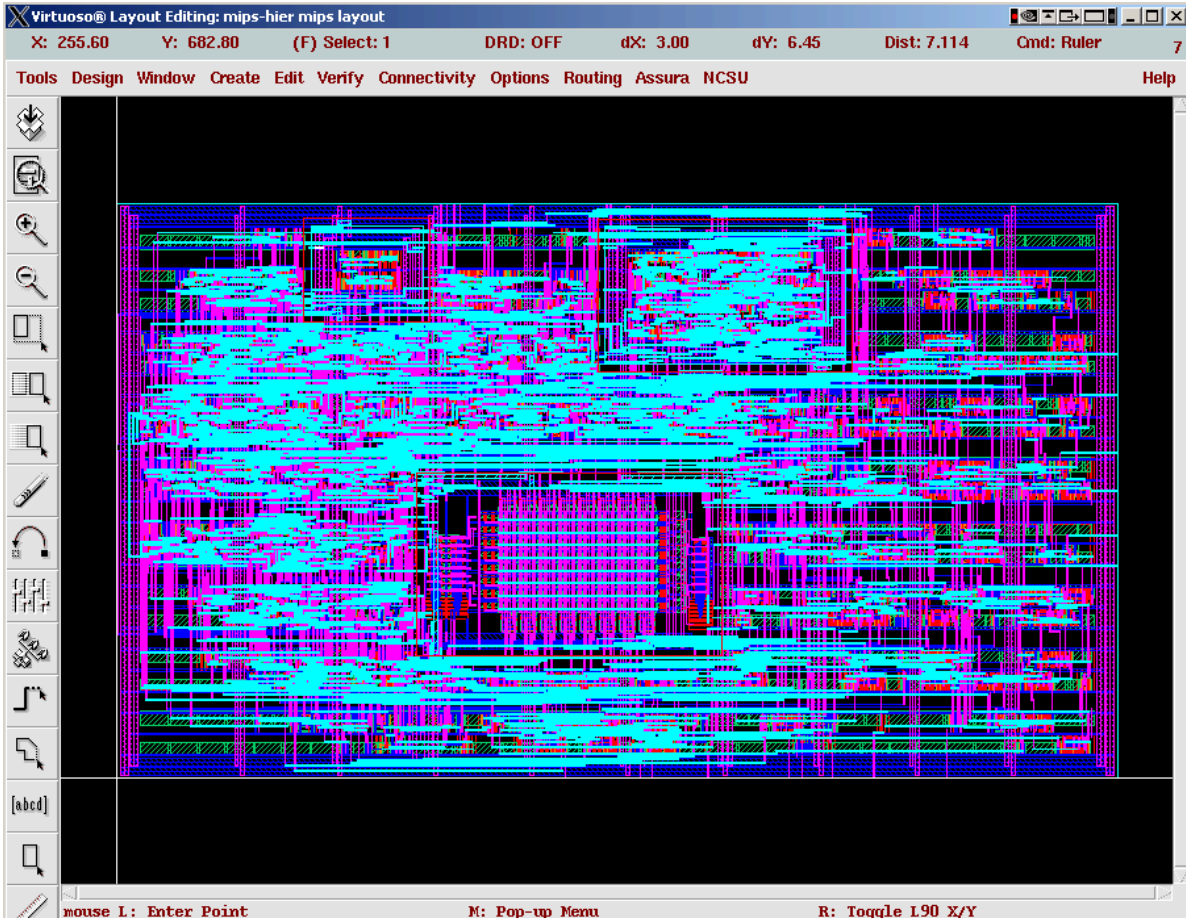 Virtuoso® Layout Editing: mips-hier mips layout
X: 255.60 Y: 682.80 (F) Select: 1 DRD: OFF dX: 3.00 dY: 6.45 Dist: 7.114 Cmd: Ruler 7
Tools Design Window Create Edit Verify Connectivity Options Routing Assura NCSU Help
[abcd]
mouse L: Enter Point M: Pop-up Menu R: Toggle L90 X/Y